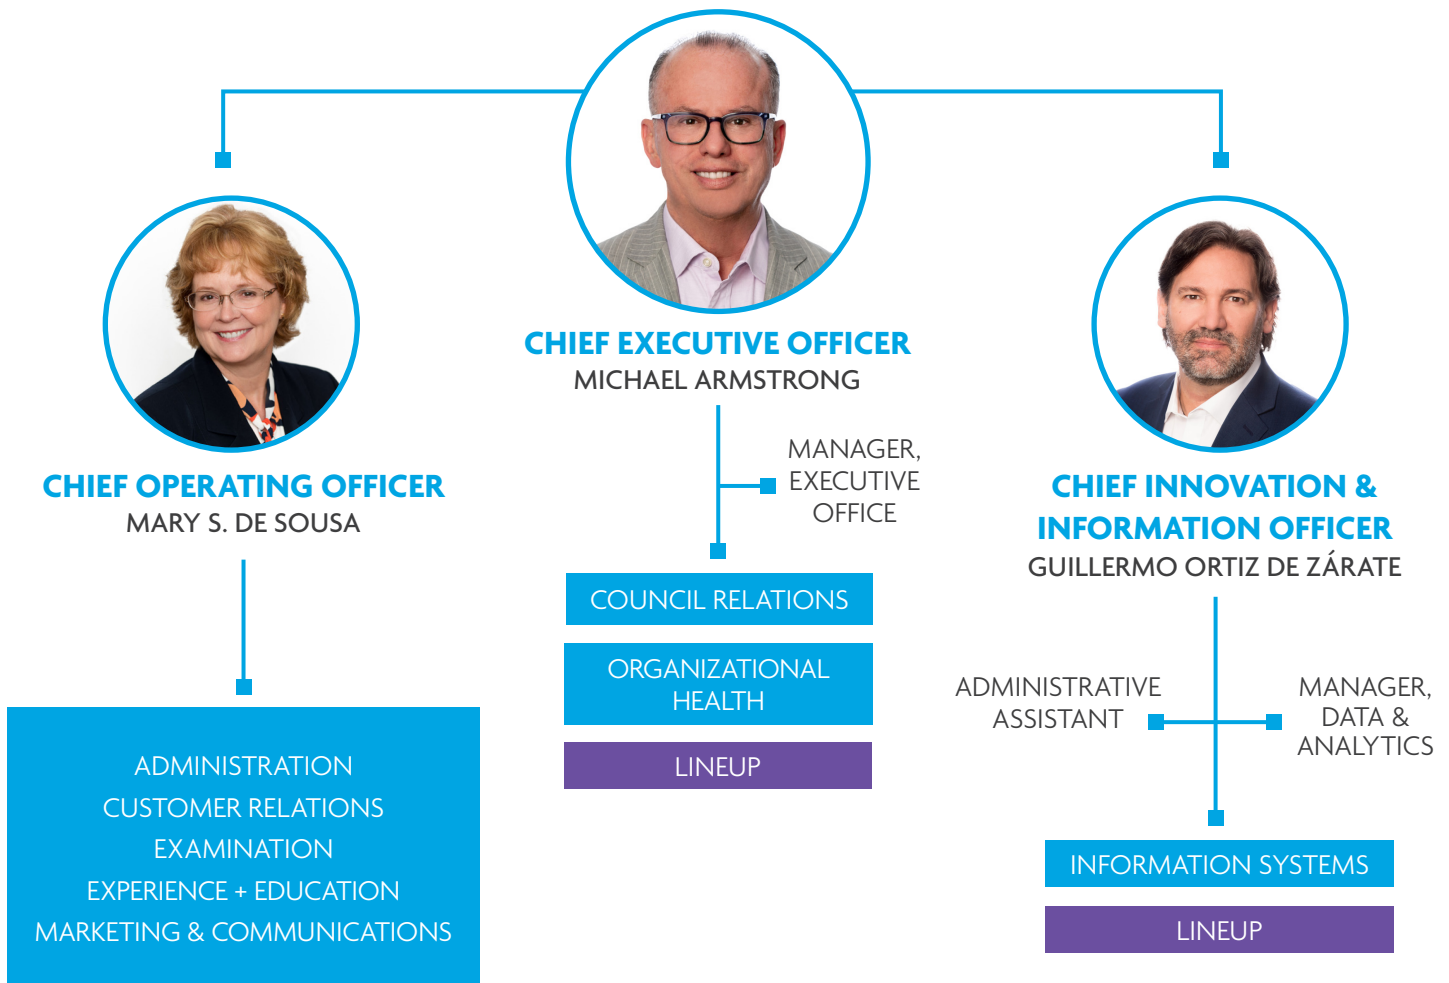 CHIEF EXECUTIVE OFFICER
MICHAEL ARMSTRONG
MANAGER,
EXECUTIVE
OFFICE
COUNCIL RELATIONS
ORGANIZATIONAL
HEALTH
LINEUP
CHIEF OPERATING OFFICER
MARY S. DE SOUSA
ADMINISTRATION
CUSTOMER RELATIONS
EXAMINATION
EXPERIENCE + EDUCATION
MARKETING & COMMUNICATIONS
CHIEF INNOVATION &
INFORMATION OFFICER
GUILLERMO ORTIZ DE ZÁRATE
ADMINISTRATIVE
ASSISTANT
MANAGER,
DATA &
ANALYTICS
INFORMATION SYSTEMS
LINEUP